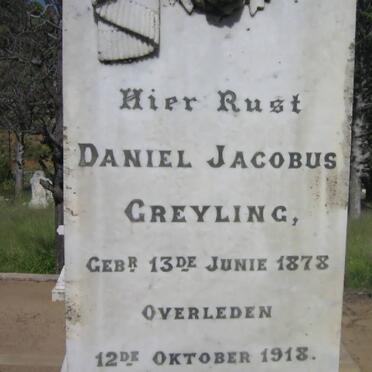 Hier Rust
DANIEL JACOBUS
GREYLING,
GEBR 13DE JUNIE 1878
OVERLEDEN
12DE OKTOBER 1918.